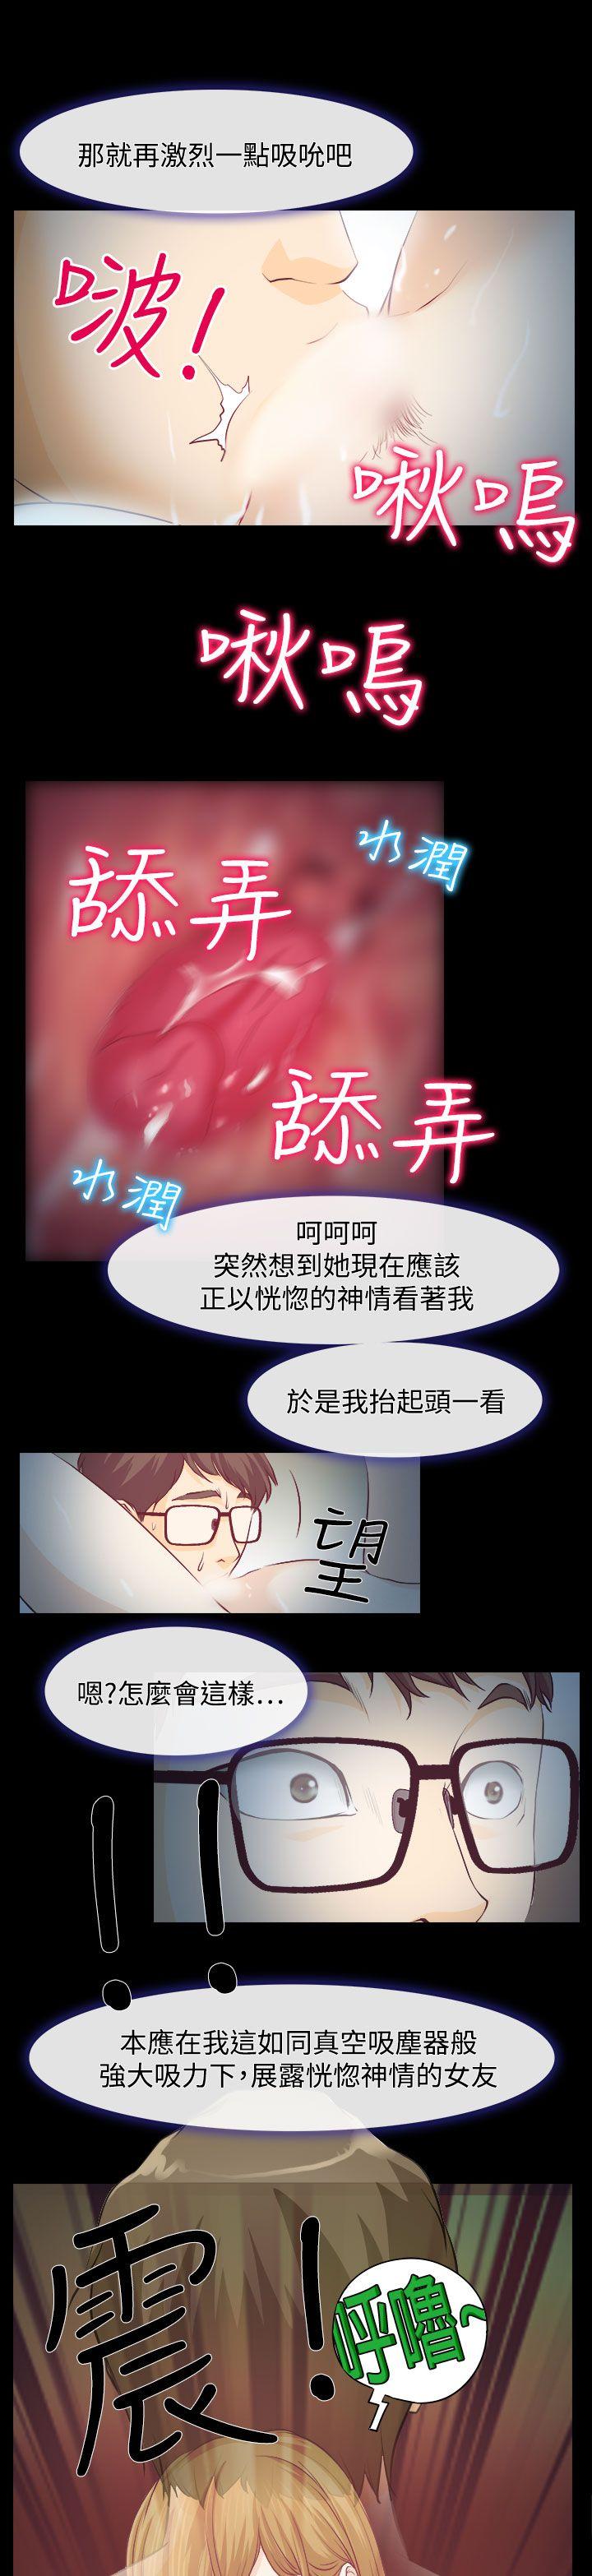 那就再激烈一點吸吮吧
啵!
啾嗚
啾嗚
水潤
舔弄
舔弄
水潤
呵呵呵
突然想到她現在應該
正以恍惚的神情看著我
於是我抬起頭一看
望
嗯?怎麼會這樣...
!!
本應在我這如同真空吸塵器般
強大吸力下,展露恍惚神情的女友
震!
呼嚕~